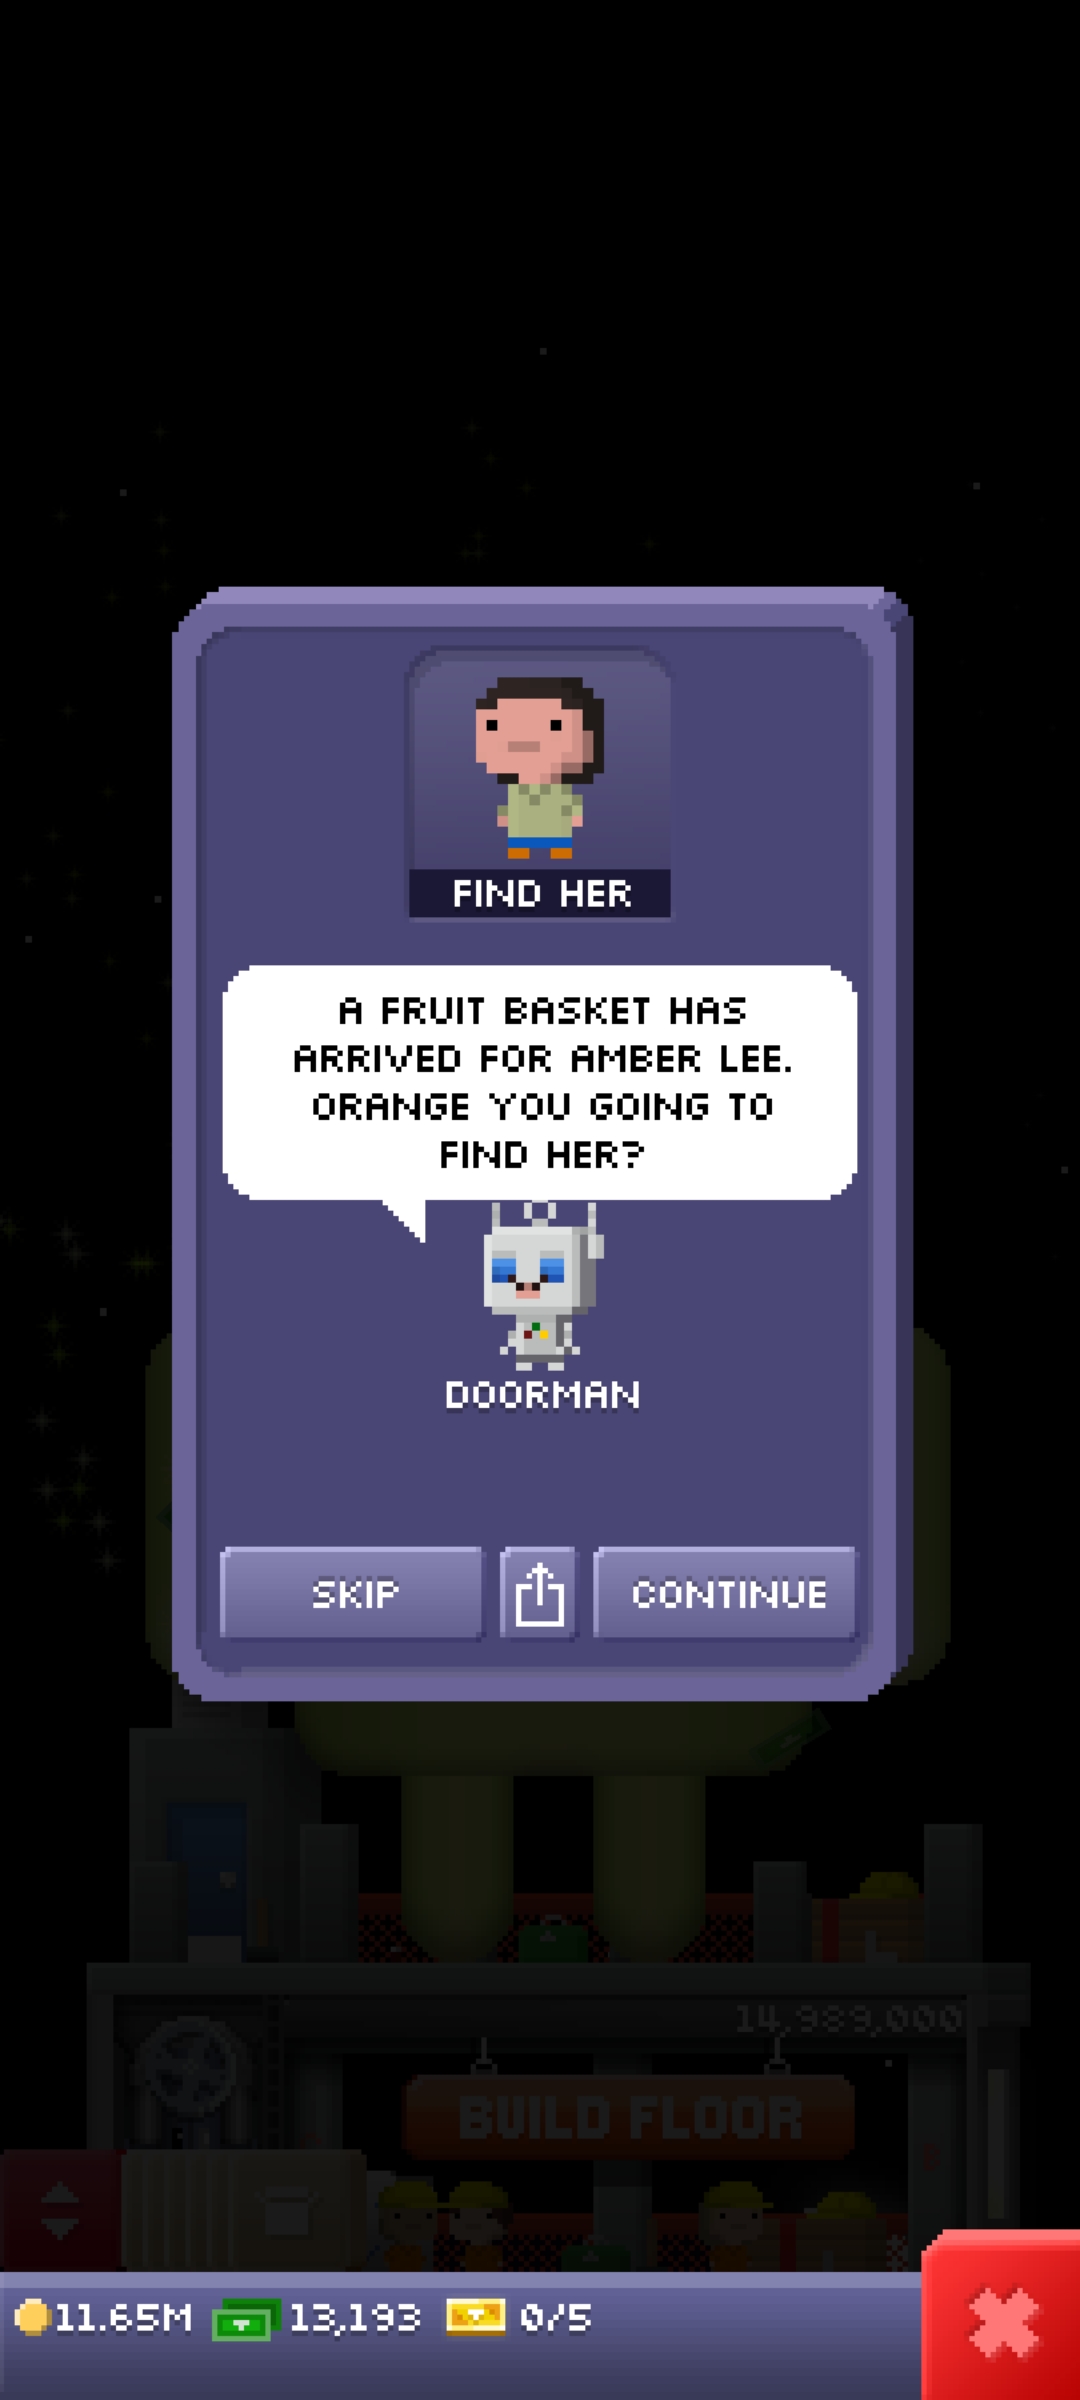 FIND HER
A FRUIT BASKET HAS
ARRIVED FOR AMBER LEE.
ORANGE YOU GOING TO
FIND HER?
DOORMAN
SKIP
CONTINUE
14,989,000
BUILD FLOOR
11.65M
13,193
0/5